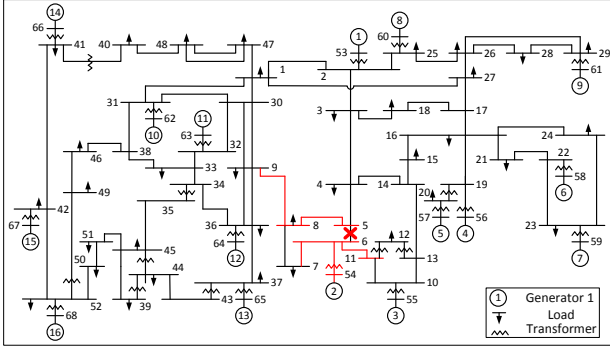 14 1 8
66 53 60
41 40 48 47 2 25 26 28 29
1 27 61
9
31 62 11 30
10 63 3 18 17
46 38 32 16 24
33 9 15 21 22
34 4 14 58
49 20 19 6
35 57 56
42 36 8 5 12
67 51 64 6 5 4 23
15 45 12 7 11 13 59
50 44 37 54 7
52 39 43 65 2 10
68 13 55
16 3
1 Generator 1
Load
Transformer